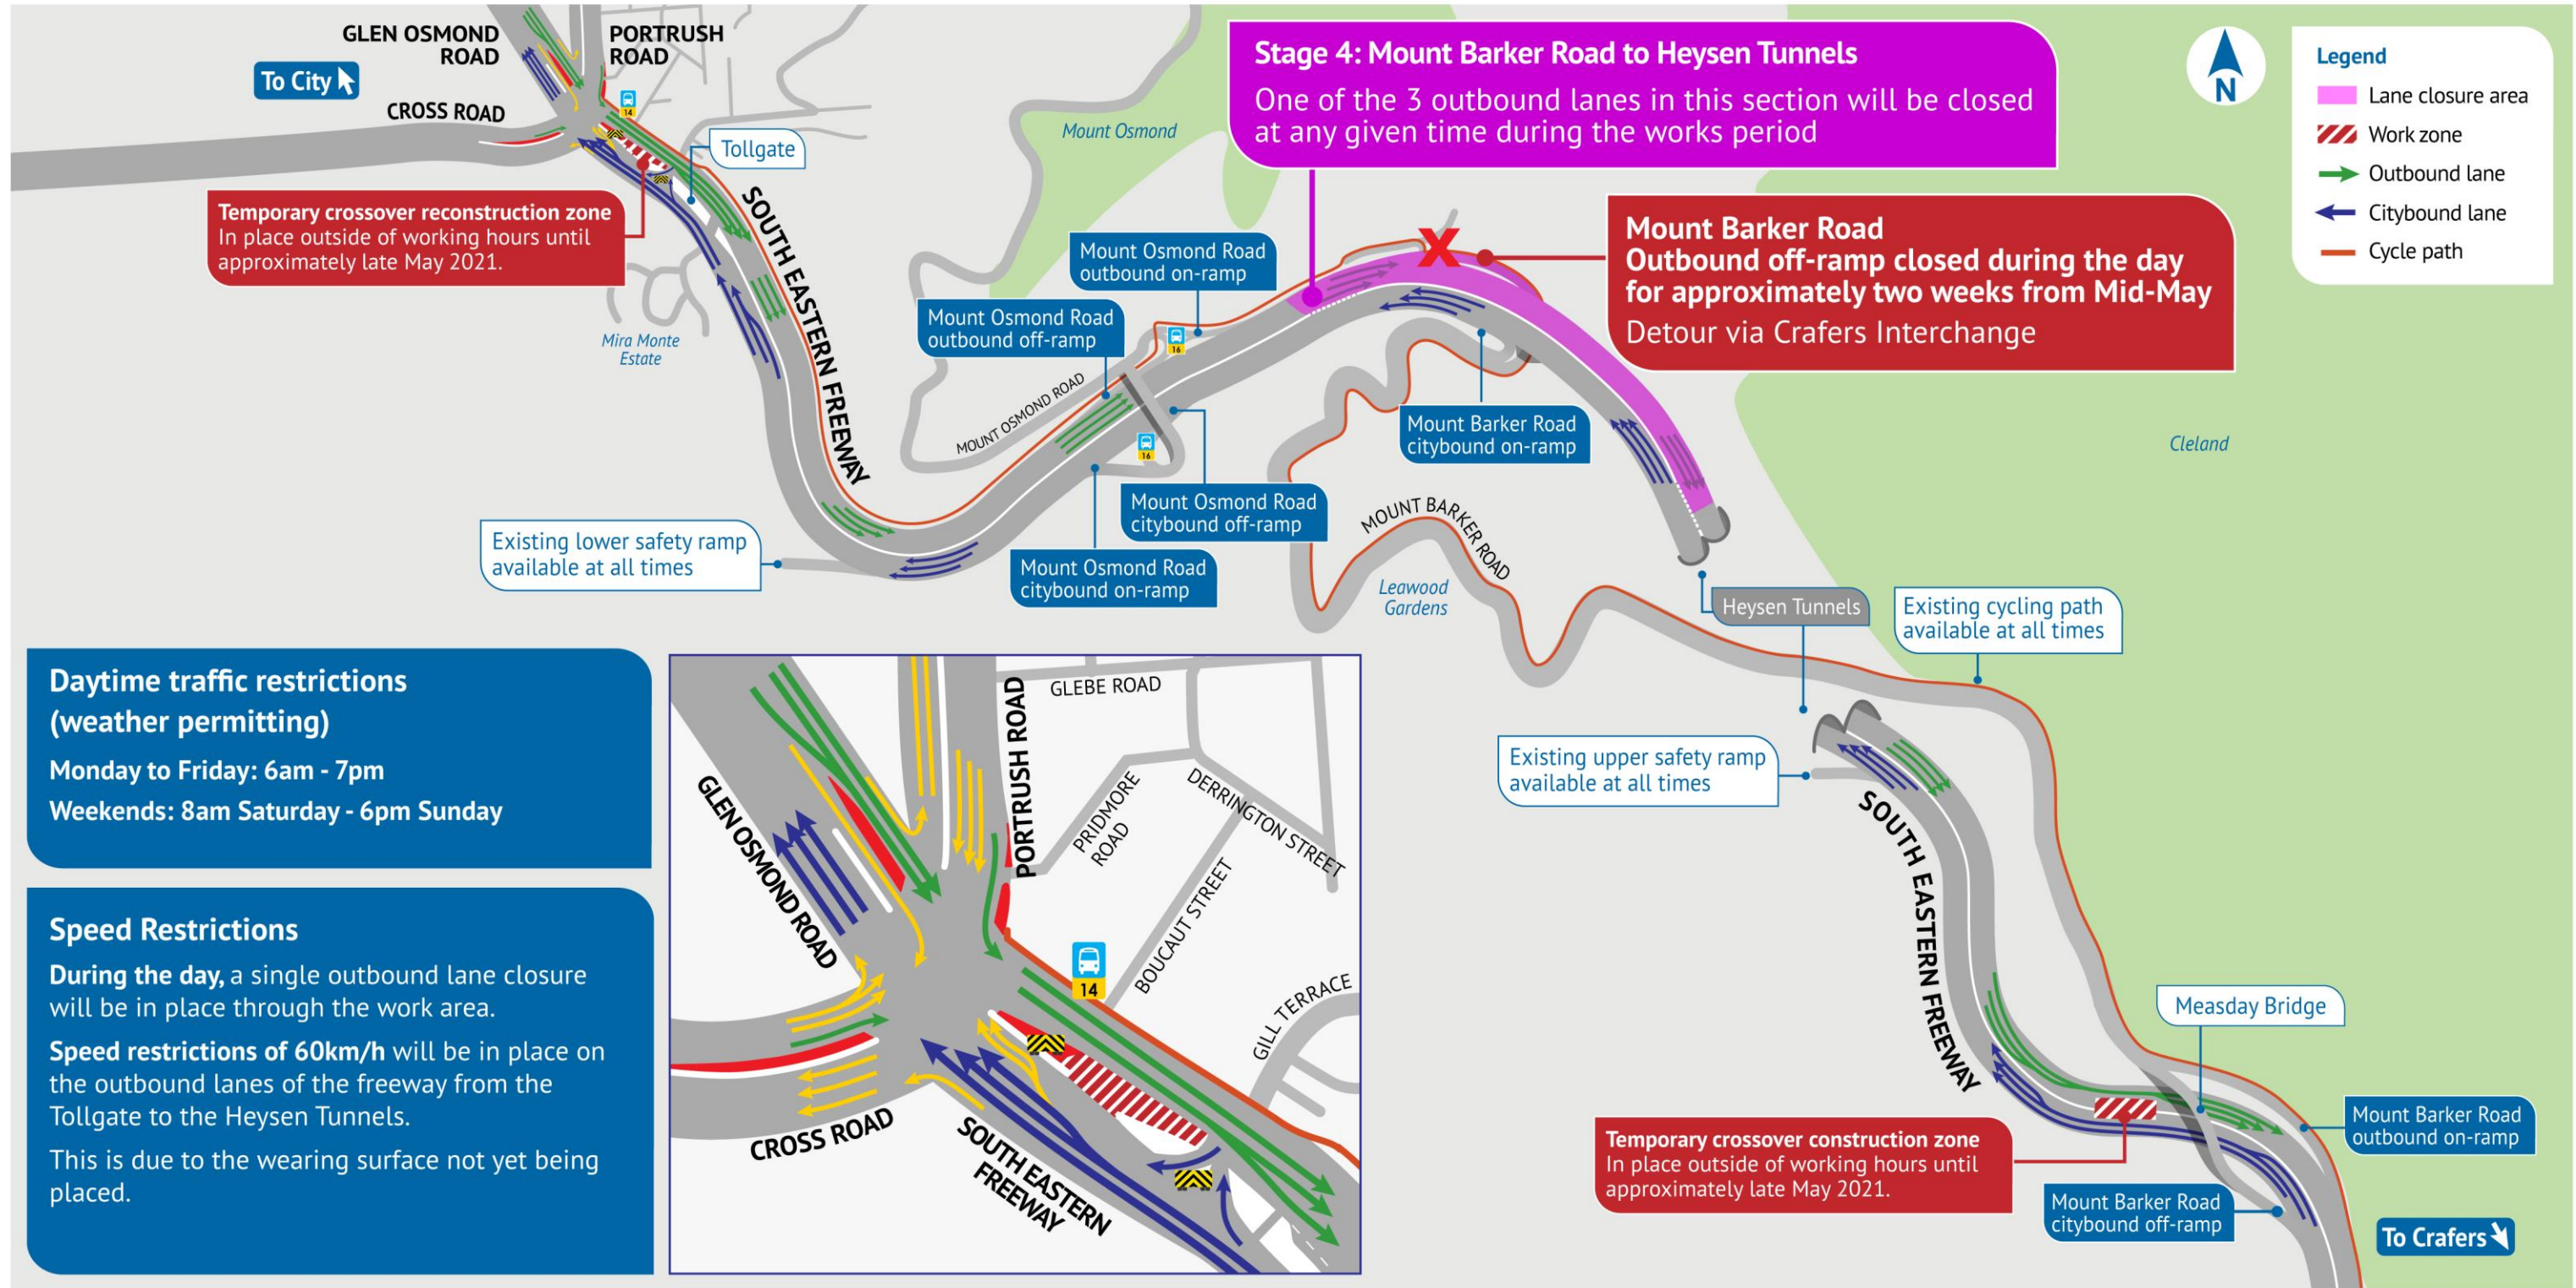 GLEN OSMOND
ROAD
PORTRUSH
ROAD
To City
CROSS ROAD
14
Tollgate
Temporary crossover reconstruction zone
In place outside of working hours until
approximately late May 2021.
SOUTH EASTERN FREEWAY
Mira Monte
Estate
Mount Osmond
Stage 4: Mount Barker Road to Heysen Tunnels
One of the 3 outbound lanes in this section will be closed
at any given time during the works period
N
Legend
Lane closure area
Work zone
Outbound lane
Citybound lane
Cycle path
X
Mount Barker Road
Outbound off-ramp closed during the day
for approximately two weeks from Mid-May
Detour via Crafers Interchange
Mount Osmond Road
outbound on-ramp
Mount Osmond Road
outbound off-ramp
16
MOUNT OSMOND ROAD
16
Mount Barker Road
citybound on-ramp
Cleland
Mount Osmond Road
citybound off-ramp
Mount Osmond Road
citybound on-ramp
Existing lower safety ramp
available at all times
MOUNT BARKER ROAD
Leawood
Gardens
Heysen Tunnels
Existing cycling path
available at all times
Existing upper safety ramp
available at all times
SOUTH EASTERN FREEWAY
Measday Bridge
Mount Barker Road
outbound on-ramp
Temporary crossover construction zone
In place outside of working hours until
approximately late May 2021.
Mount Barker Road
citybound off-ramp
To Crafers
Daytime traffic restrictions
(weather permitting)
Monday to Friday: 6am - 7pm
Weekends: 8am Saturday - 6pm Sunday
Speed Restrictions
During the day, a single outbound lane closure
will be in place through the work area.
Speed restrictions of 60km/h will be in place on
the outbound lanes of the freeway from the
Tollgate to the Heysen Tunnels.
This is due to the wearing surface not yet being
placed.
GLEN OSMOND ROAD
PORTRUSH ROAD
GLEBE ROAD
PRIDMORE
ROAD
DERRINGTON STREET
BOUCAUT STREET
14
GILL TERRACE
CROSS ROAD
SOUTH EASTERN
FREEWAY